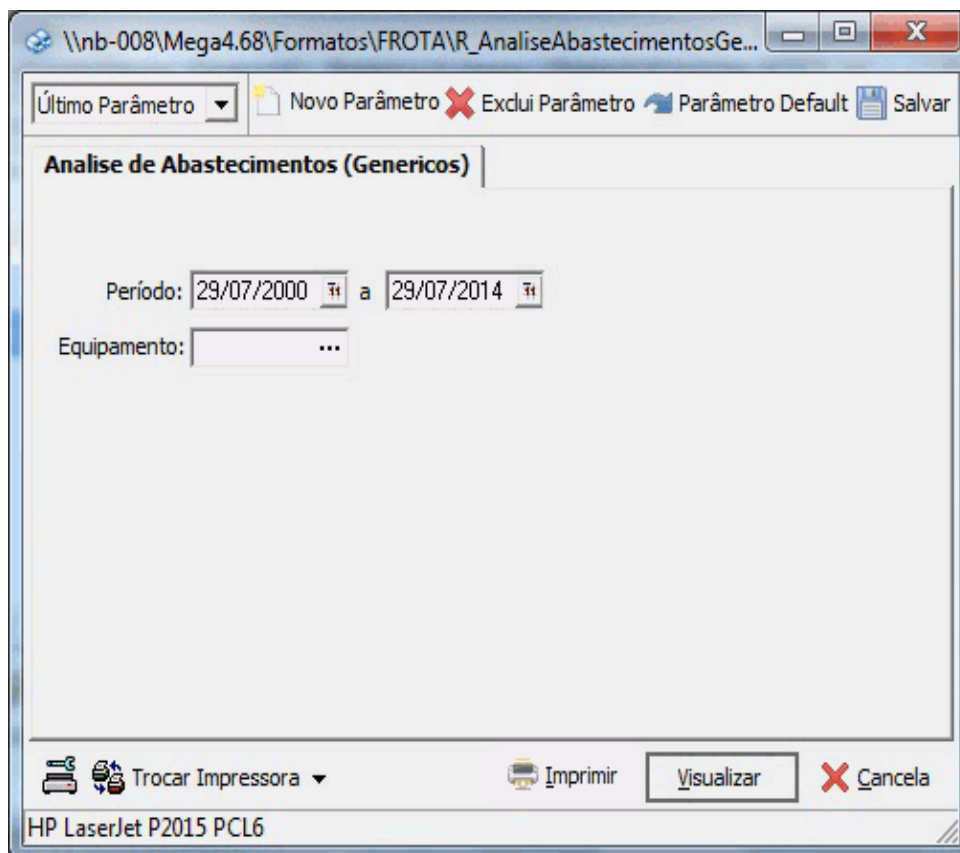 \\nb-008\Mega4.68\Formatos\FROTA\R_AnaliseAbastecimentosGe...
Último Parâmetro Novo Parâmetro Exclui Parâmetro Parâmetro Default Salvar
Analise de Abastecimentos (Genericos)
Período: 29/07/2000 a 29/07/2014
Equipamento: ...
Trocar Impressora Imprimir Visualizar Cancela
HP LaserJet P2015 PCL6